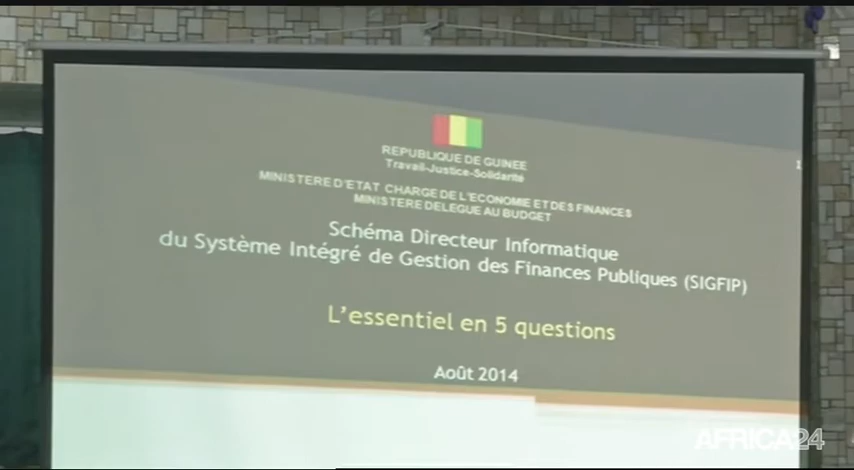 1
REPUBLIQUE DE GUINEE
Travail-Justice-Solidarité
MINISTERE D'ETAT CHARGE DE L'ECONOMIE ET DES FINANCES
MINISTERE DELEGUE AU BUDGET
Schéma Directeur Informatique
du Système Intégré de Gestion des Finances Publiques (SIGFIP)
L'essentiel en 5 questions
Août 2014
AFRICA24